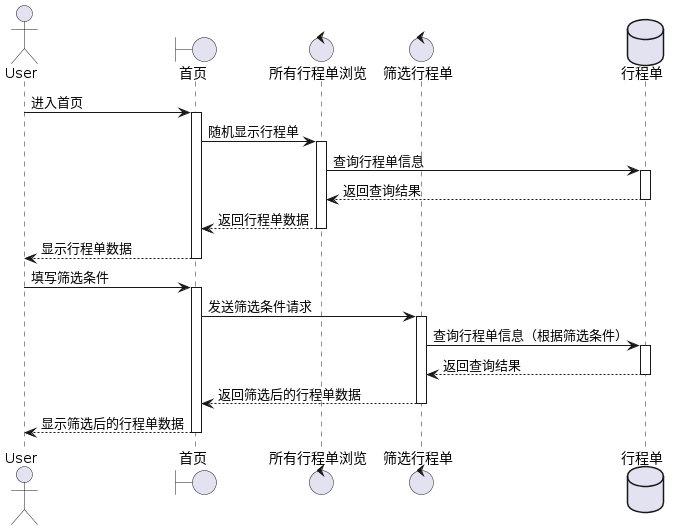 User
首页
所有行程单浏览
筛选行程单
行程单
进入首页
随机显示行程单
查询行程单信息
返回查询结果
返回行程单数据
显示行程单数据
填写筛选条件
发送筛选条件请求
查询行程单信息（根据筛选条件）
返回查询结果
返回筛选后的行程单数据
显示筛选后的行程单数据
User
首页
所有行程单浏览
筛选行程单
行程单